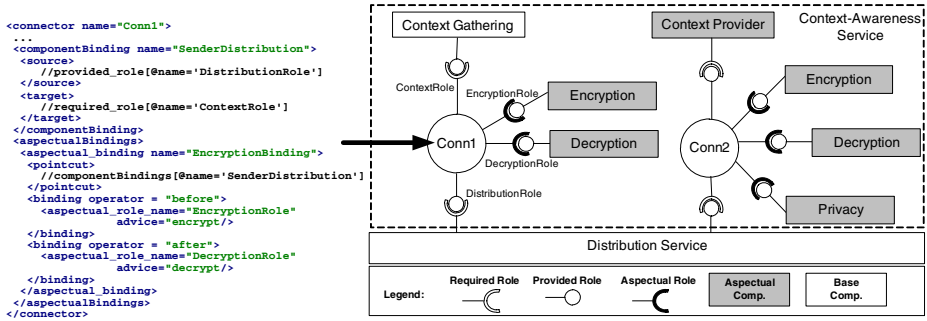 <connector name="Conn1">
...
<componentBinding name="SenderDistribution">
<source>
//provided_role[@name='DistributionRole']
</source>
<target>
//required_role[@name='ContextRole']
</target>
</componentBinding>
<aspectualBindings>
<aspectual_binding name="EncryptionBinding">
<pointcut>
//componentBindings[@name='SenderDistribution']
</pointcut>
<binding operator = "before">
<aspectual_role_name="EncryptionRole"
advice="encrypt/>
</binding>
<binding operator = "after">
<aspectual_role_name="DecryptionRole"
advice="decrypt/>
</binding>
</aspectual_binding>
</aspectualBindings>
</connector>
Context Gathering
Context Provider
Context-Awareness
Service
ContextRole
EncryptionRole
Encryption
Encryption
Conn1
Decryption
DecryptionRole
Conn2
Decryption
DistributionRole
Privacy
Distribution Service
Legend:
Required Role
Provided Role
Aspectual Role
Aspectual
Comp.
Base
Comp.